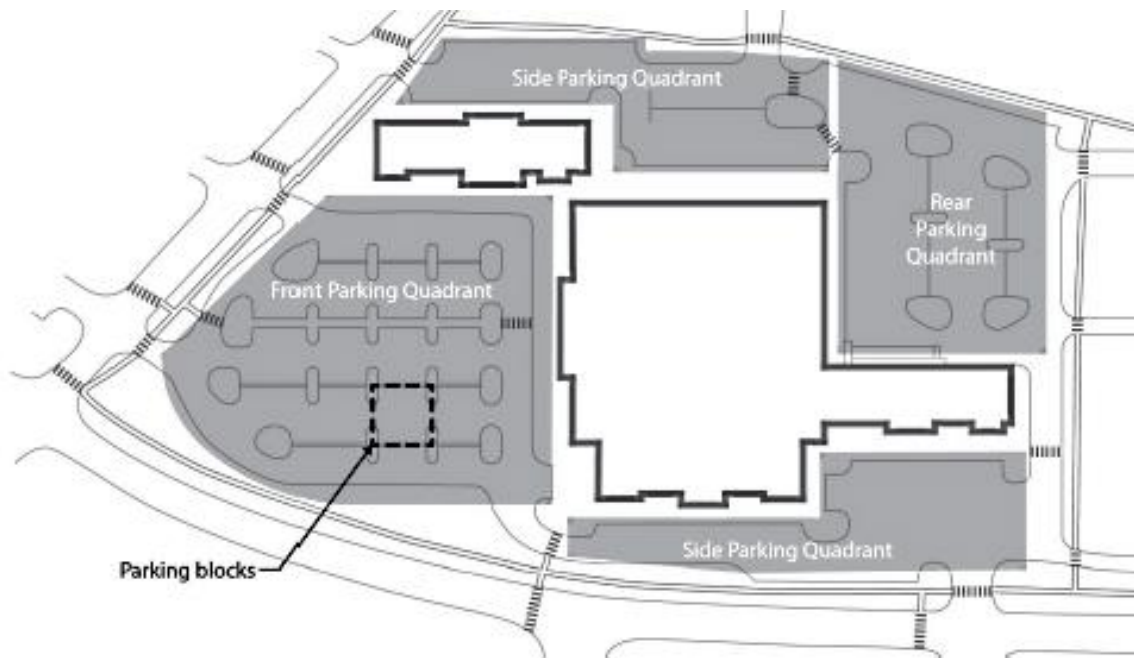 Side Parking Quadrant
Rear
Parking
Quadrant
Front Parking Quadrant
Side Parking Quadrant
Parking blocks